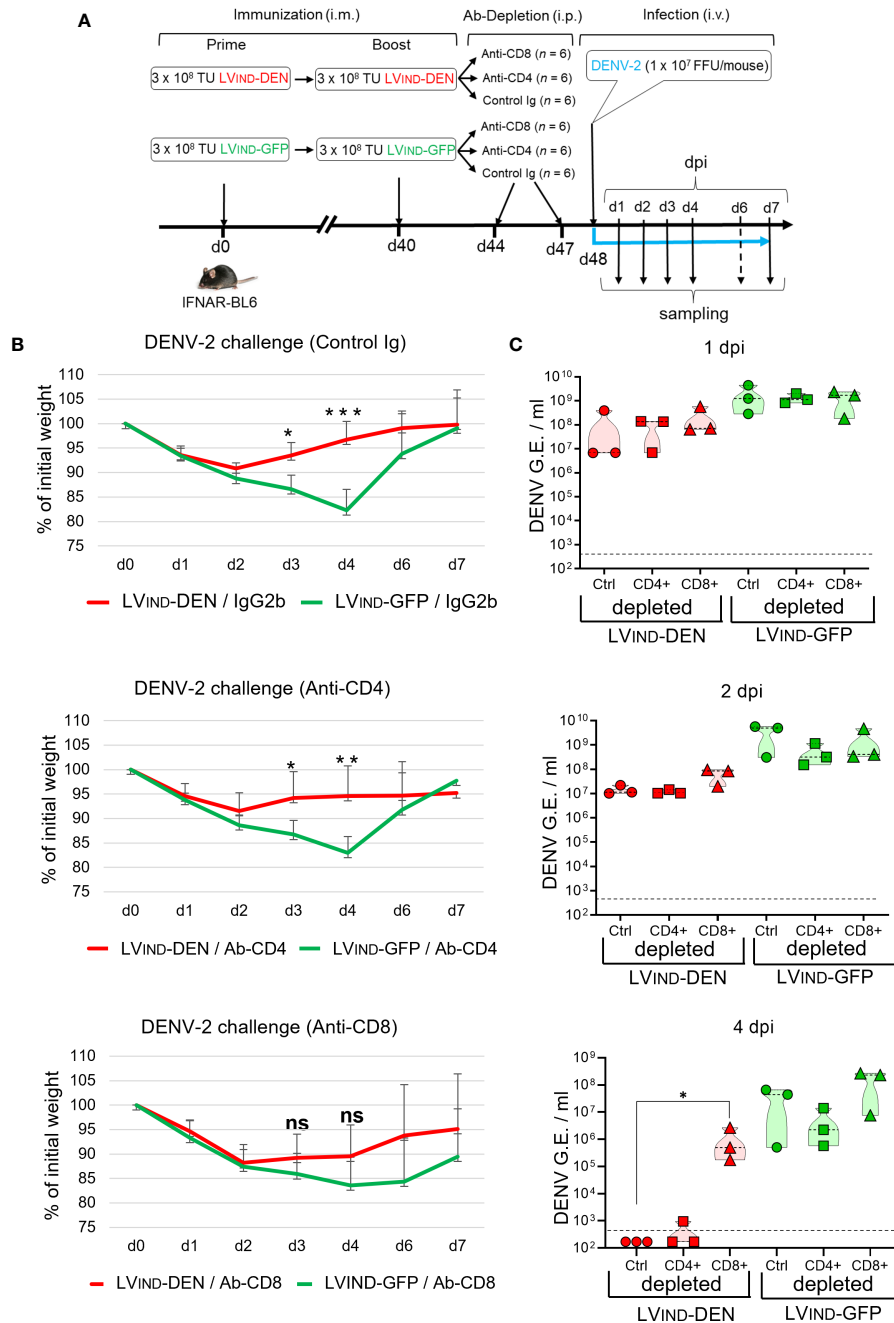 A
Immunization (i.m.)
Ab-Depletion (i.p.)
Infection (i.v.)
Prime
Boost
Anti-CD8 (n = 6)
3 x 10⁸ TU LVIND-DEN
3 x 10⁸ TU LVIND-DEN
Anti-CD4 (n = 6)
Control Ig (n = 6)
DENV-2 (1 x 10⁷ FFU/mouse)
Anti-CD8 (n = 6)
3 x 10⁸ TU LVIND-GFP
3 x 10⁸ TU LVIND-GFP
Anti-CD4 (n = 6)
Control Ig (n = 6)
dpi
d1 d2 d3 d4 d6 d7
d0
d40
d44
d47
d48
IFNAR-BL6
sampling
B
DENV-2 challenge (Control Ig)
% of initial weight
110
105
100
95
90
85
80
75
*
***
d0 d1 d2 d3 d4 d6 d7
LVIND-DEN / IgG2b
LVIND-GFP / IgG2b
DENV-2 challenge (Anti-CD4)
% of initial weight
110
105
100
95
90
85
80
75
*
**
d0 d1 d2 d3 d4 d6 d7
LVIND-DEN / Ab-CD4
LVIND-GFP / Ab-CD4
DENV-2 challenge (Anti-CD8)
% of initial weight
110
105
100
95
90
85
80
75
ns
ns
d0 d1 d2 d3 d4 d6 d7
LVIND-DEN / Ab-CD8
LVIND-GFP / Ab-CD8
C
1 dpi
DENV G.E. / ml
10¹⁰
10⁹
10⁸
10⁷
10⁶
10⁵
10⁴
10³
10²
Ctrl CD4+ CD8+ Ctrl CD4+ CD8+
depleted depleted
LVIND-DEN LVIND-GFP
2 dpi
DENV G.E. / ml
10¹⁰
10⁹
10⁸
10⁷
10⁶
10⁵
10⁴
10³
10²
Ctrl CD4+ CD8+ Ctrl CD4+ CD8+
depleted depleted
LVIND-DEN LVIND-GFP
4 dpi
DENV G.E. / ml
10⁹
10⁸
10⁷
10⁶
10⁵
10⁴
10³
10²
*
Ctrl CD4+ CD8+ Ctrl CD4+ CD8+
depleted depleted
LVIND-DEN LVIND-GFP